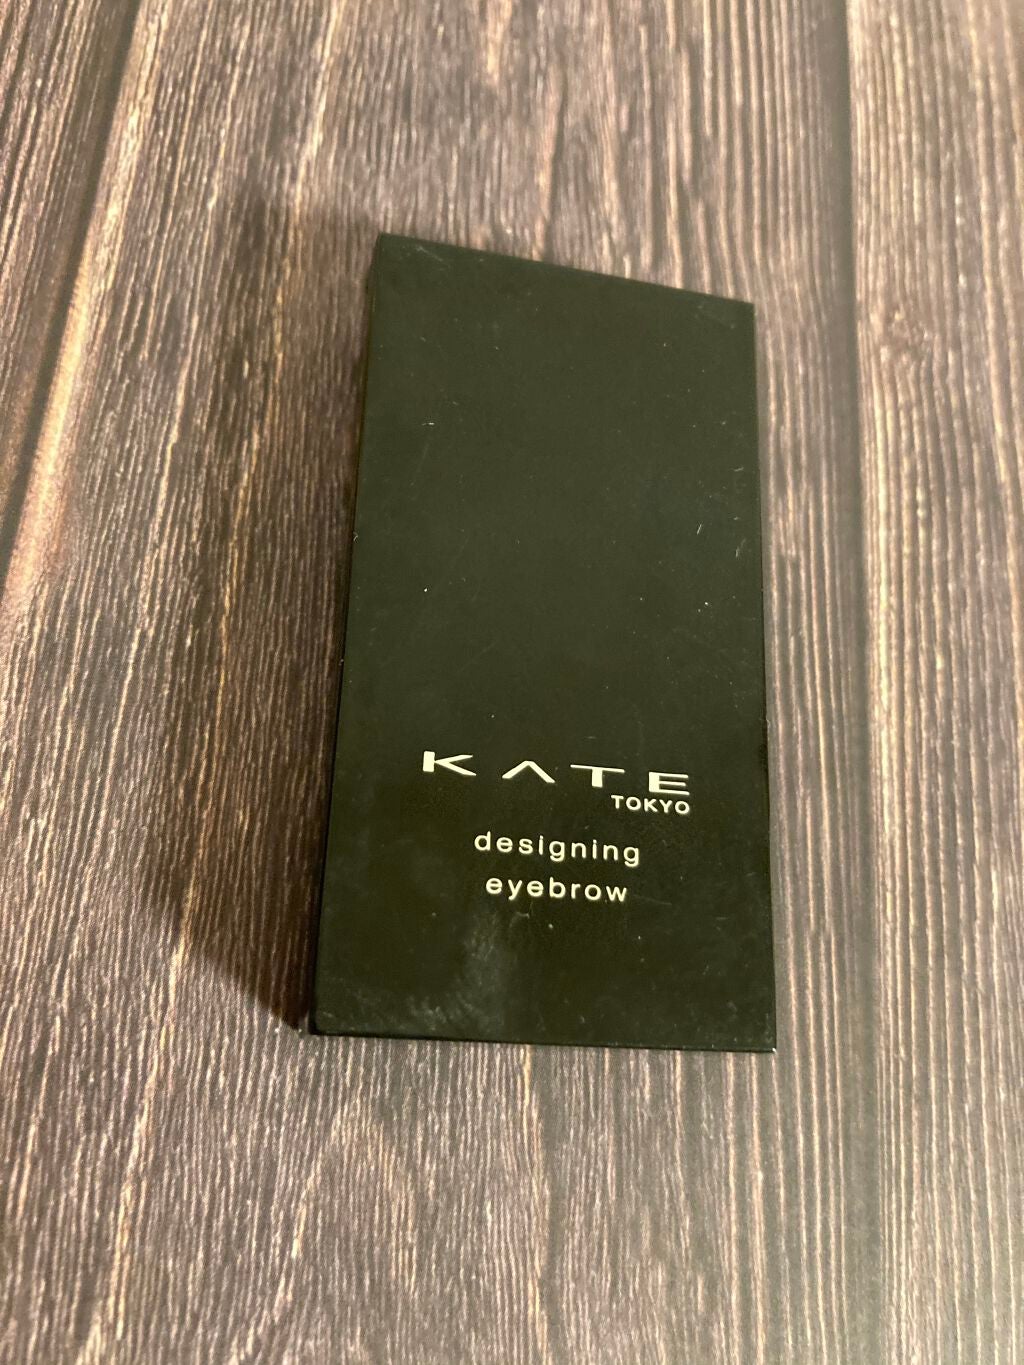 KATE
TOKYO
designing
eyebrow